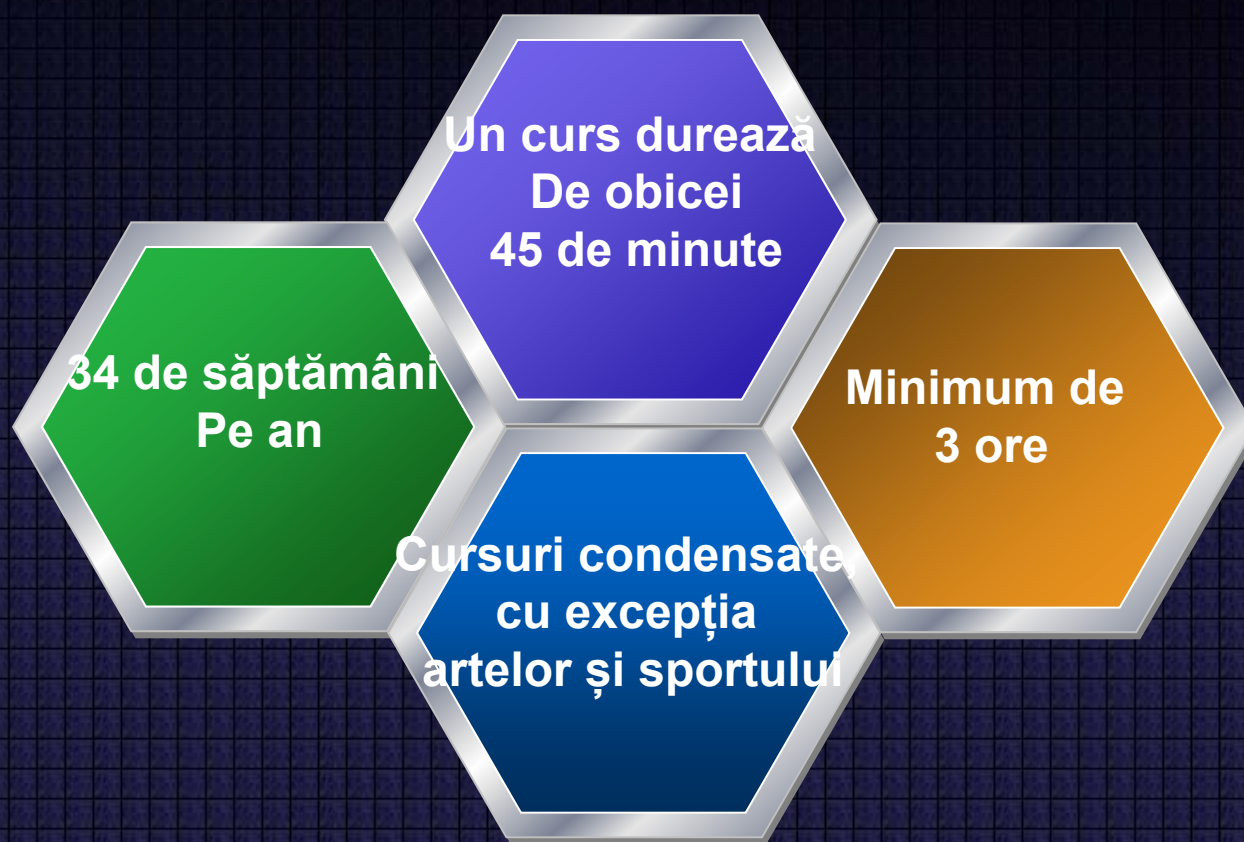 Un curs durează
De obicei
45 de minute
34 de săptămâni
Pe an
Minimum de
3 ore
Cursuri condensate,
cu excepția
artelor și sportului